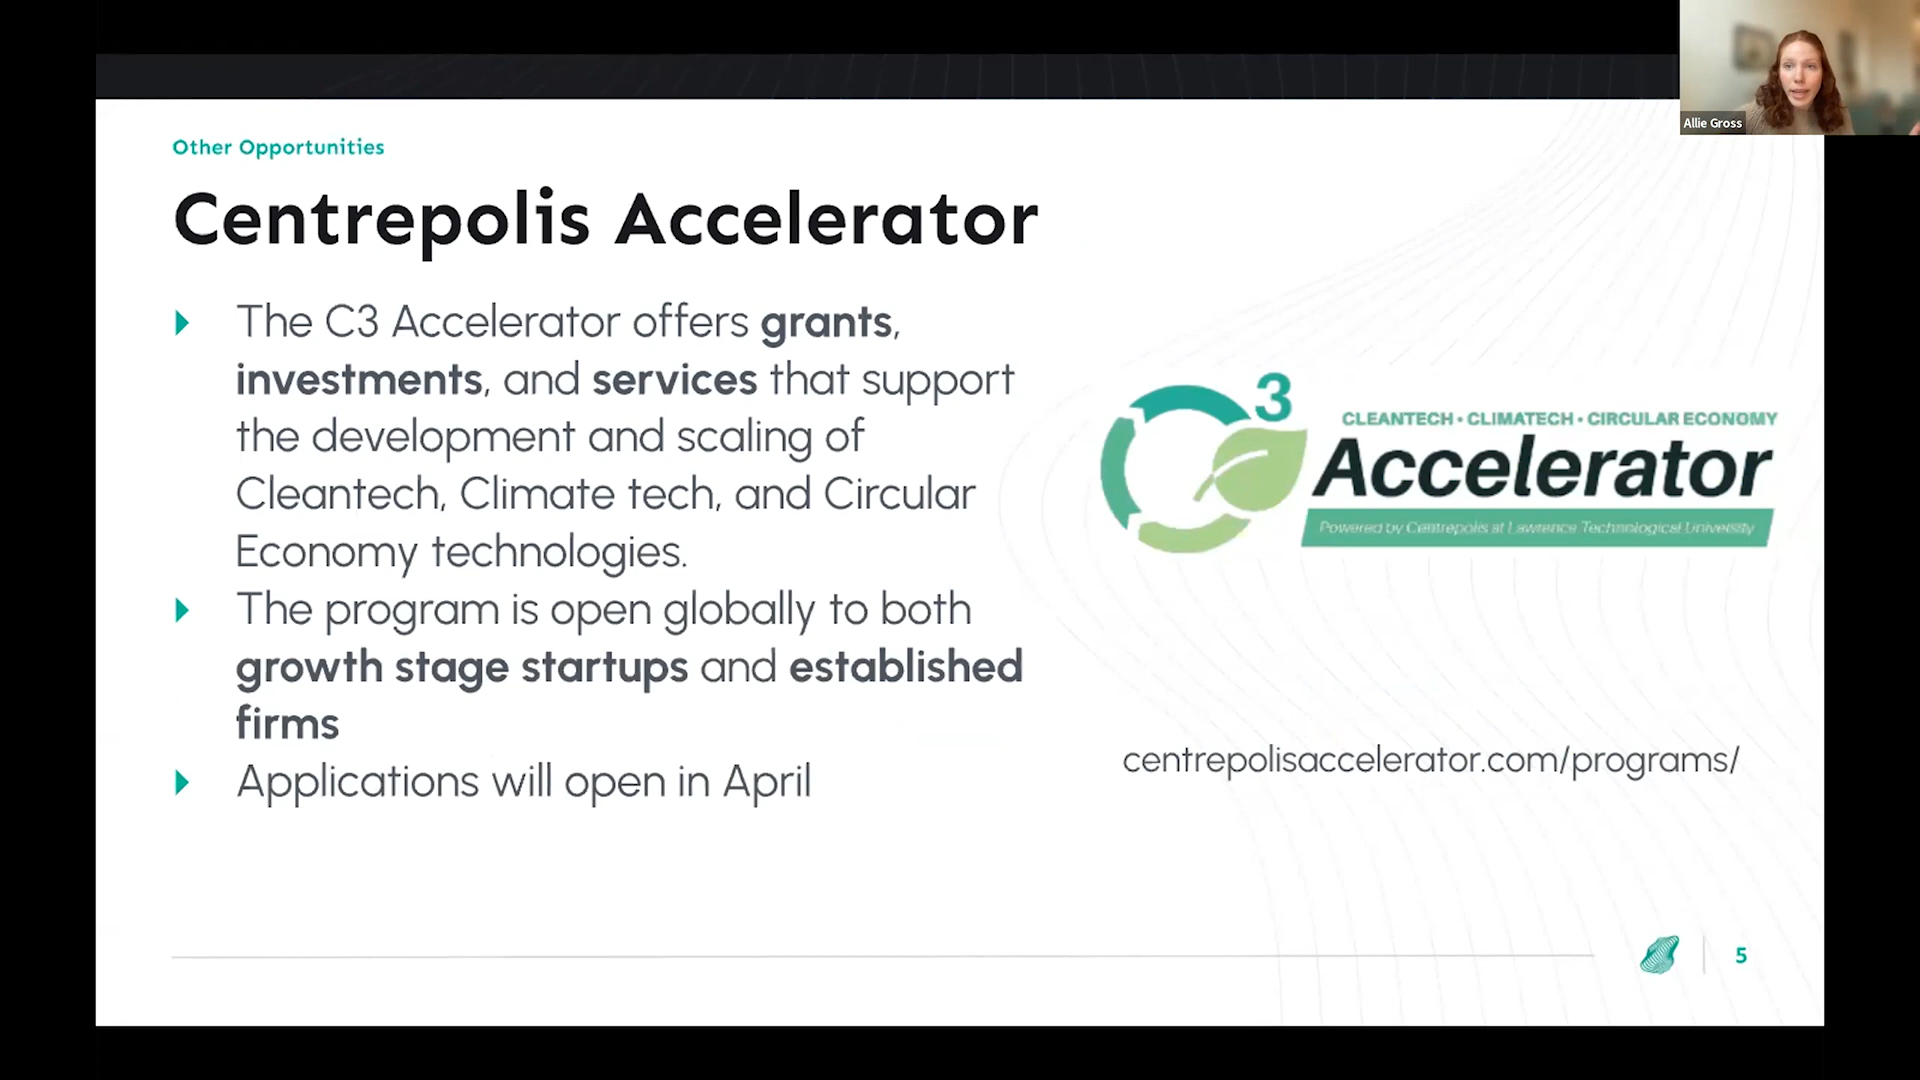 Allie Gross
Other Opportunities
Centrepolis Accelerator
The C3 Accelerator offers grants,
investments, and services that support
the development and scaling of
Cleantech, Climate tech, and Circular
Economy technologies.
The program is open globally to both
growth stage startups and established
firms
Applications will open in April
3
CLEANTECH • CLIMATECH • CIRCULAR ECONOMY
Accelerator
Powered by Centrepolis at Lawrence Technological University
centrepolisaccelerator.com/programs/
5